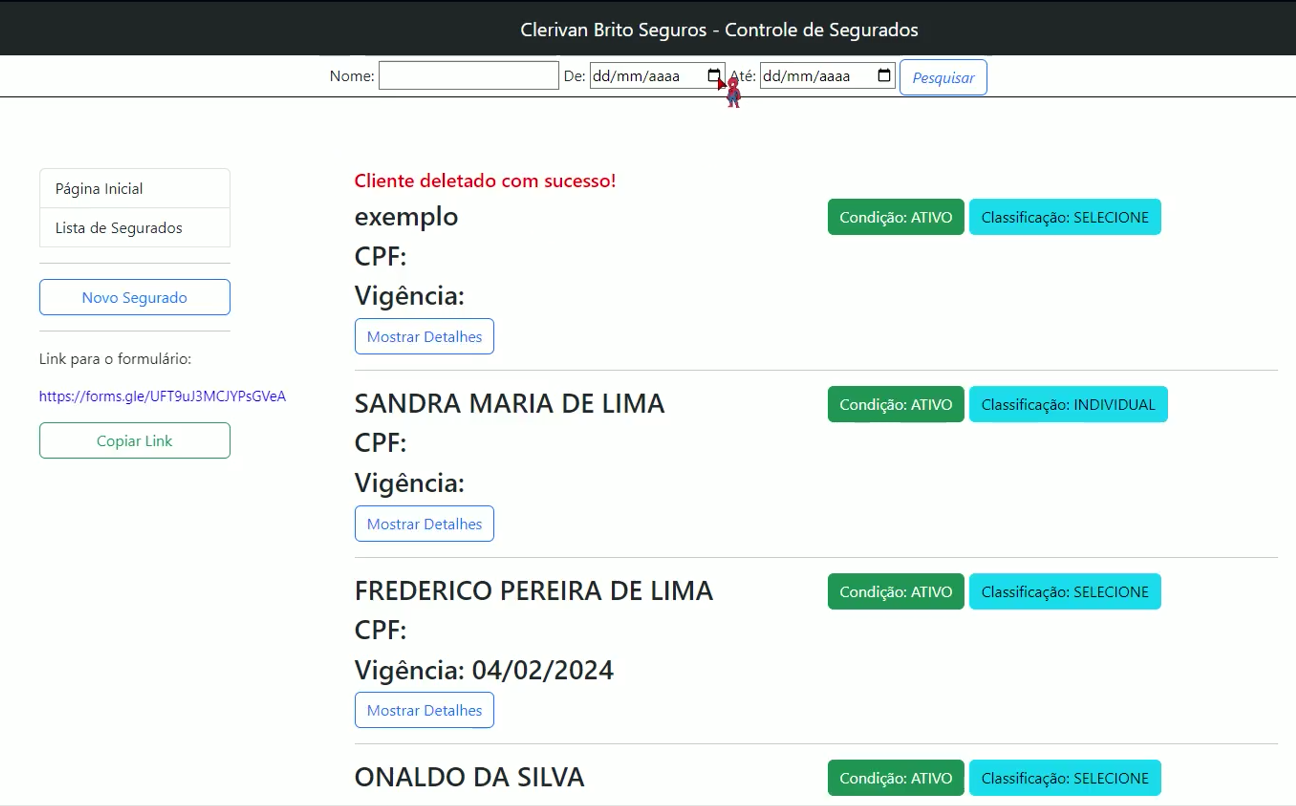 Clerivan Brito Seguros - Controle de Segurados
Nome: De: dd/mm/aaaa Até: dd/mm/aaaa Pesquisar
Página Inicial
Lista de Segurados
Novo Segurado
Link para o formulário:
https://forms.gle/UFT9uJ3MCJYPsGVeA
Copiar Link
Cliente deletado com sucesso!
exemplo
Condição: ATIVO Classificação: SELECIONE
CPF:
Vigência:
Mostrar Detalhes
SANDRA MARIA DE LIMA
Condição: ATIVO Classificação: INDIVIDUAL
CPF:
Vigência:
Mostrar Detalhes
FREDERICO PEREIRA DE LIMA
Condição: ATIVO Classificação: SELECIONE
CPF:
Vigência: 04/02/2024
Mostrar Detalhes
ONALDO DA SILVA
Condição: ATIVO Classificação: SELECIONE